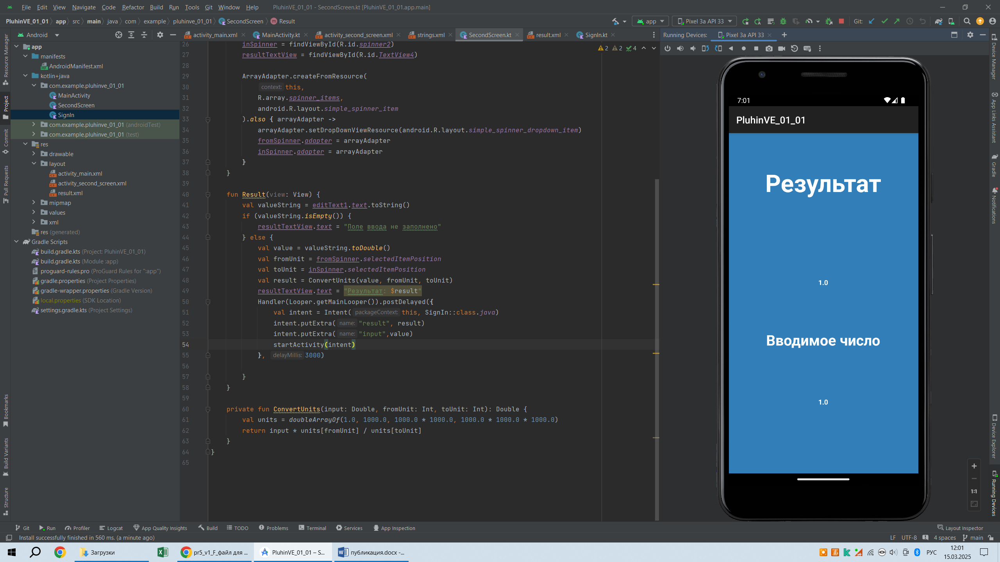 File Edit View Navigate Code Refactor Build Run Tools Git Window Help PluhinVE_01_01 - SecondScreen.kt [PluhinVE_01_01.app.main]
PluhinVE_01_01 app src main java com example pluhinve_01_01 SecondScreen Result app Pixel 3a API 33 Git:
Android activity_main.xml MainActivity.kt activity_second_screen.xml strings.xml SecondScreen.kt result.xml SignIn.kt Running Devices: Pixel 3a API 33
Resource Manager
Project
Commit
Pull Requests
Bookmarks
Build Variants
Structure
app
manifests
AndroidManifest.xml
kotlin+java
com.example.pluhinve_01_01
MainActivity
SecondScreen
SignIn
com.example.pluhinve_01_01 (androidTest)
com.example.pluhinve_01_01 (test)
res
drawable
layout
activity_main.xml
activity_second_screen.xml
result.xml
mipmap
values
xml
res (generated)
Gradle Scripts
build.gradle.kts (Project: PluhinVE_01_01)
build.gradle.kts (Module :app)
proguard-rules.pro (ProGuard Rules for ":app")
gradle.properties (Project Properties)
gradle-wrapper.properties (Gradle Version)
local.properties (SDK Location)
settings.gradle.kts (Project Settings)
2 2 4
26 inSpinner = findViewById(R.id.spinner2)
27 resultTextView = findViewById(R.id.TextView4)
28
29 ArrayAdapter.createFromResource(
30 context: this,
31 R.array.spinner_items,
32 android.R.layout.simple_spinner_item
33 ).also { arrayAdapter ->
34 arrayAdapter.setDropDownViewResource(android.R.layout.simple_spinner_dropdown_item)
35 fromSpinner.adapter = arrayAdapter
36 inSpinner.adapter = arrayAdapter
37 }
38 }
39
40 fun Result(view: View) {
41 val valueString = editText1.text.toString()
42 if (valueString.isEmpty()) {
43 resultTextView.text = "Поле ввода не заполнено"
44 } else {
45 val value = valueString.toDouble()
46 val fromUnit = fromSpinner.selectedItemPosition
47 val toUnit = inSpinner.selectedItemPosition
48 val result = ConvertUnits(value, fromUnit, toUnit)
49 resultTextView.text = "Результат: $result"
50 Handler(Looper.getMainLooper()).postDelayed({
51 val intent = Intent( packageContext: this, SignIn::class.java)
52 intent.putExtra( name: "result", result)
53 intent.putExtra( name: "input",value)
54 startActivity(intent)
55 }, delayMillis: 3000)
56
57 }
58 }
59
60 private fun ConvertUnits(input: Double, fromUnit: Int, toUnit: Int): Double {
61 val units = doubleArrayOf(1.0, 1000.0, 1000.0 * 1000.0, 1000.0 * 1000.0 * 1000.0)
62 return input * units[fromUnit] / units[toUnit]
63 }
64 }
65
7:01
PluhinVE_01_01
Результат
1.0
Вводимое число
1.0
1:1
Device Manager
App Links Assistant
Gradle
Notifications
Device Explorer
Running Devices
Git Run Profiler Logcat App Quality Insights Build TODO Problems Terminal Services App Inspection Layout Inspector
Install successfully finished in 560 ms. (a minute ago) LF UTF-8 4 spaces main
Загрузки pr5_v1_F_файл для ... PluhinVE_01_01 – S... публикация.docx -... РУС 12:01
15.03.2025